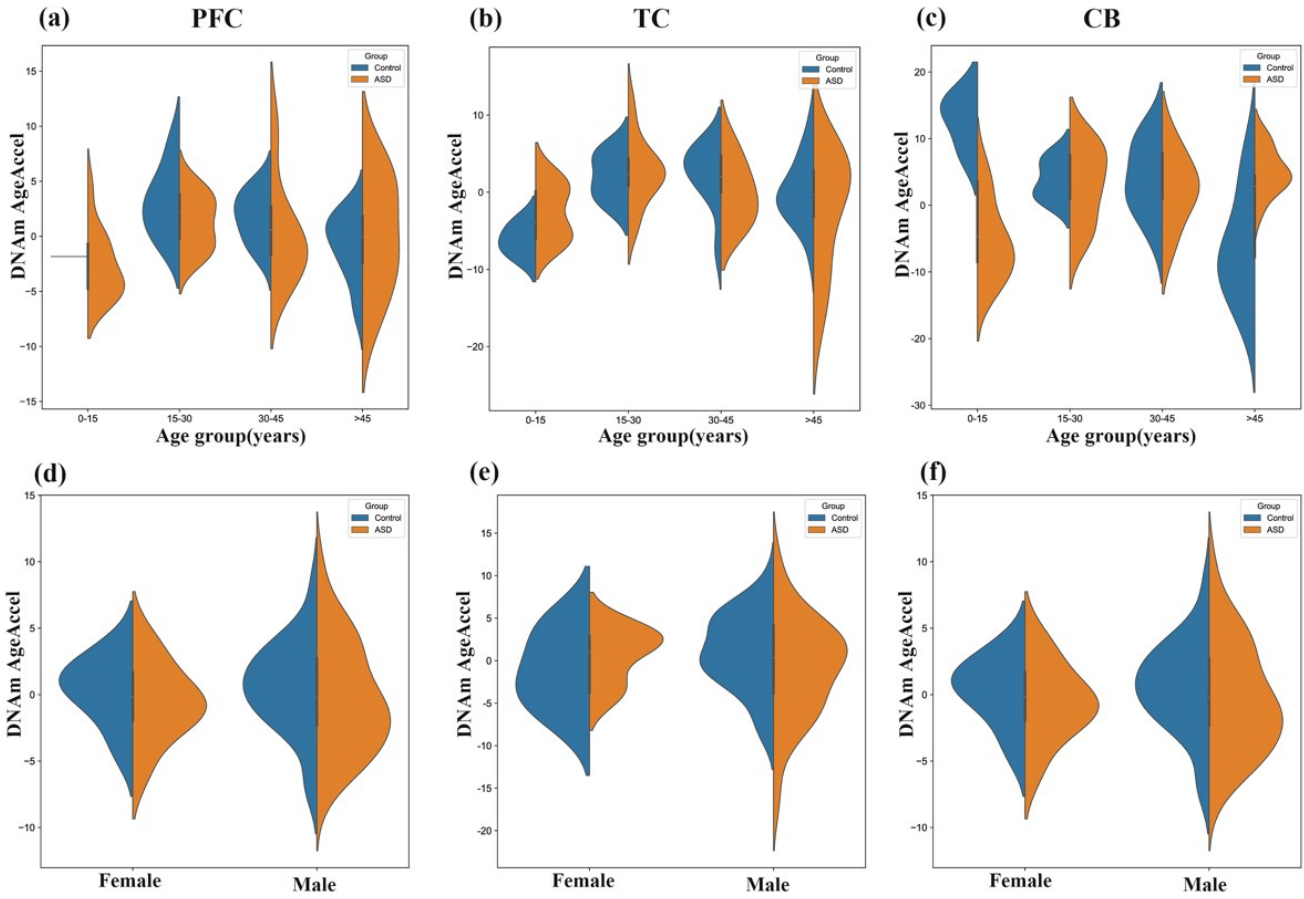 (a) PFC
(b) TC
(c) CB
DNAm AgeAccel
15
10
5
0
−5
−10
−15
Group
Control
ASD
0-15 15-30 30-45 >45
Age group(years)
DNAm AgeAccel
10
0
−10
−20
Group
Control
ASD
0-15 15-30 30-45 >45
Age group(years)
DNAm AgeAccel
20
10
0
-10
-20
-30
Group
Control
ASD
0-15 15-30 30-45 >45
Age group(years)
(d)
DNAm AgeAccel
15
10
5
0
−5
−10
Group
Control
ASD
Female Male
(e)
DNAm AgeAccel
15
10
5
0
-5
-10
-15
-20
Group
Control
ASD
Female Male
(f)
DNAm AgeAccel
15
10
5
0
−5
−10
Group
Control
ASD
Female Male